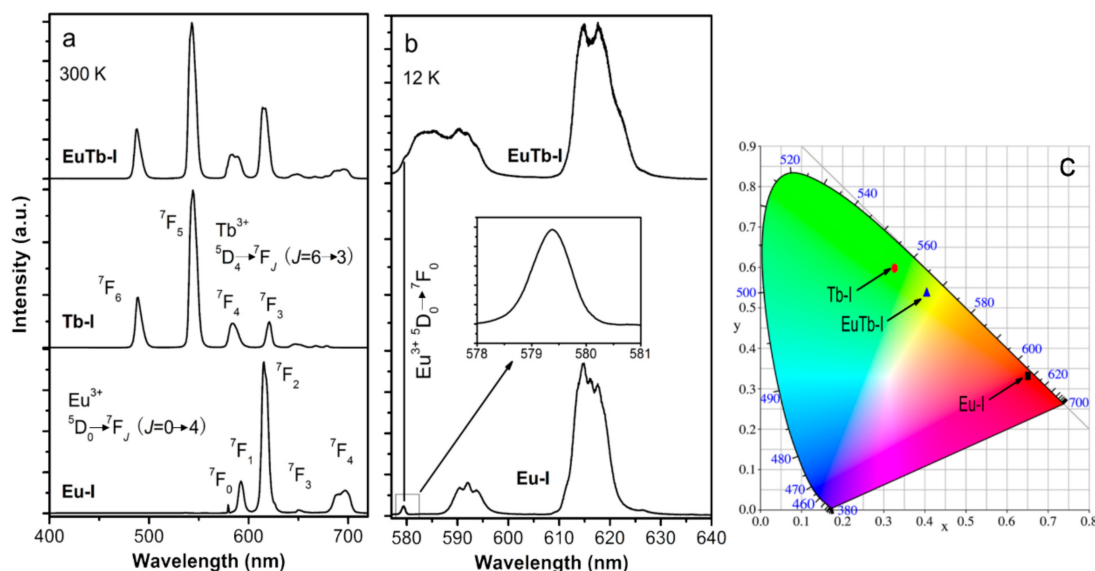 a
300 K
EuTb-I
⁷F₅
Tb³⁺
⁵D₄→⁷F_J (J=6→3)
⁷F₆
⁷F₄
⁷F₃
Tb-I
Eu³⁺
⁵D₀→⁷F_J (J=0→4)
⁷F₂
⁷F₁
⁷F₀
⁷F₃
⁷F₄
Eu-I
400
500
600
700
Wavelength (nm)
Intensity (a.u.)
b
12 K
EuTb-I
Eu³⁺ ⁵D₀→⁷F₀
578 579 580 581
Eu-I
580 590 600 610 620 630 640
Wavelength (nm)
C
0.9
0.8
0.7
0.6
0.5
0.4
0.3
0.2
0.1
0.0
y
520
540
560
500
580
600
620
700
490
480
470
460
380
Tb-I
EuTb-I
Eu-I
0.0 0.1 0.2 0.3 0.4 0.5 0.6 0.7 0.8
x